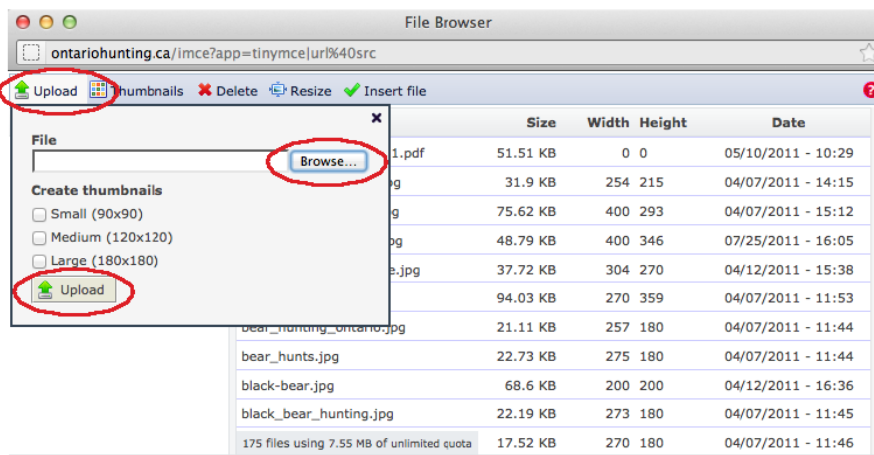 File Browser
ontariohunting.ca/imce?app=tinymce|url%40src
Upload Thumbnails Delete Resize Insert file ?
Size Width Height Date
File
Browse...
1.pdf 51.51 KB 0 0 05/10/2011 - 10:29
31.9 KB 254 215 04/07/2011 - 14:15
Create thumbnails
Small (90x90)
75.62 KB 400 293 04/07/2011 - 15:12
Medium (120x120)
48.79 KB 400 346 07/25/2011 - 16:05
Large (180x180)
e.jpg 37.72 KB 304 270 04/12/2011 - 15:38
Upload
94.03 KB 270 359 04/07/2011 - 11:53
bear_hunting_ontario.jpg 21.11 KB 257 180 04/07/2011 - 11:44
bear_hunts.jpg 22.73 KB 275 180 04/07/2011 - 11:44
black-bear.jpg 68.6 KB 200 200 04/12/2011 - 16:36
black_bear_hunting.jpg 22.19 KB 273 180 04/07/2011 - 11:45
175 files using 7.55 MB of unlimited quota 17.52 KB 270 180 04/07/2011 - 11:46